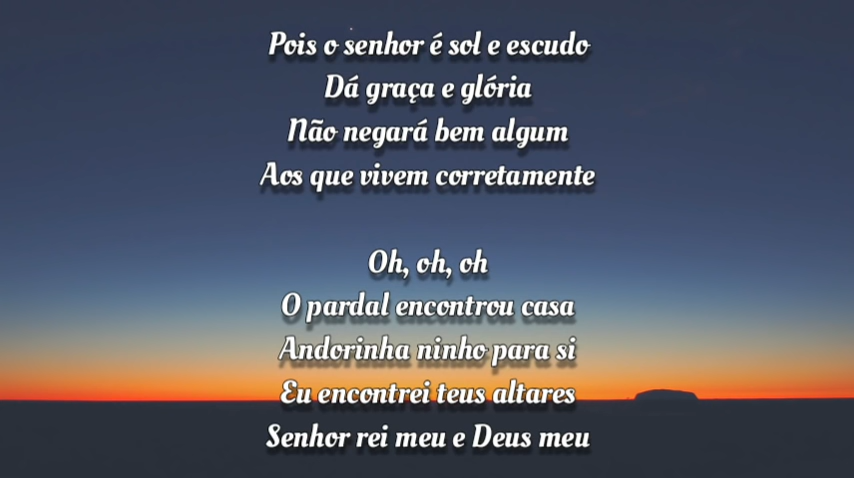 Pois o senhor é sol e escudo
Dá graça e glória
Não negará bem algum
Aos que vivem corretamente
Oh, oh, oh
O pardal encontrou casa
Andorinha ninho para si
Eu encontrei teus altares
Senhor rei meu e Deus meu